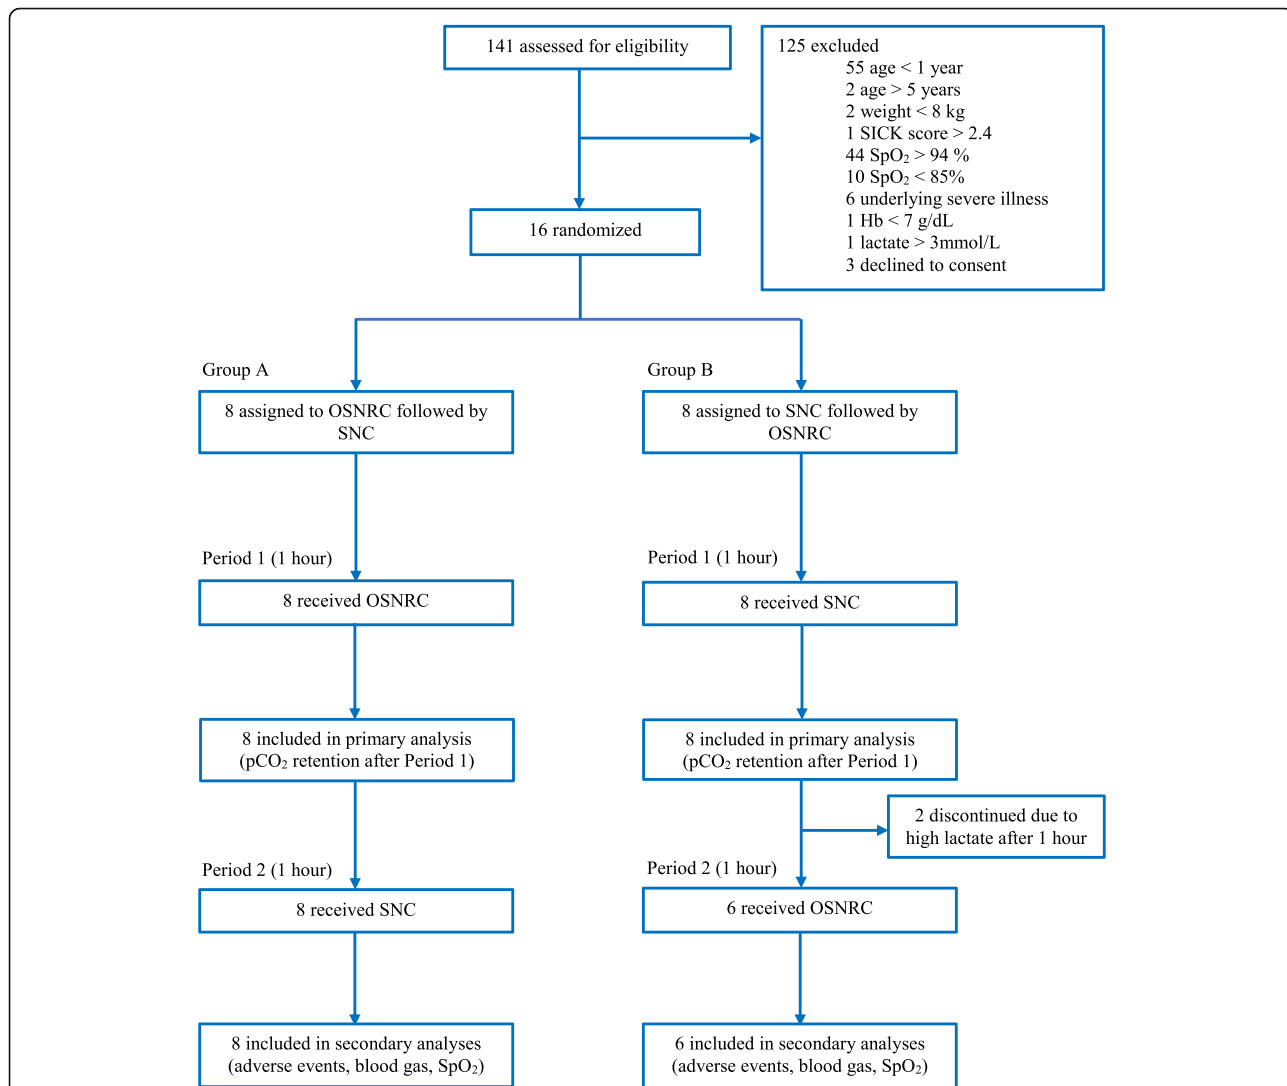 141 assessed for eligibility
125 excluded
55 age < 1 year
2 age > 5 years
2 weight < 8 kg
1 SICK score > 2.4
44 SpO₂ > 94 %
10 SpO₂ < 85%
6 underlying severe illness
1 Hb < 7 g/dL
1 lactate > 3mmol/L
3 declined to consent
16 randomized
Group A
8 assigned to OSNRC followed by
SNC
Group B
8 assigned to SNC followed by
OSNRC
Period 1 (1 hour)
8 received OSNRC
Period 1 (1 hour)
8 received SNC
8 included in primary analysis
(pCO₂ retention after Period 1)
8 included in primary analysis
(pCO₂ retention after Period 1)
2 discontinued due to
high lactate after 1 hour
Period 2 (1 hour)
8 received SNC
Period 2 (1 hour)
6 received OSNRC
8 included in secondary analyses
(adverse events, blood gas, SpO₂)
6 included in secondary analyses
(adverse events, blood gas, SpO₂)